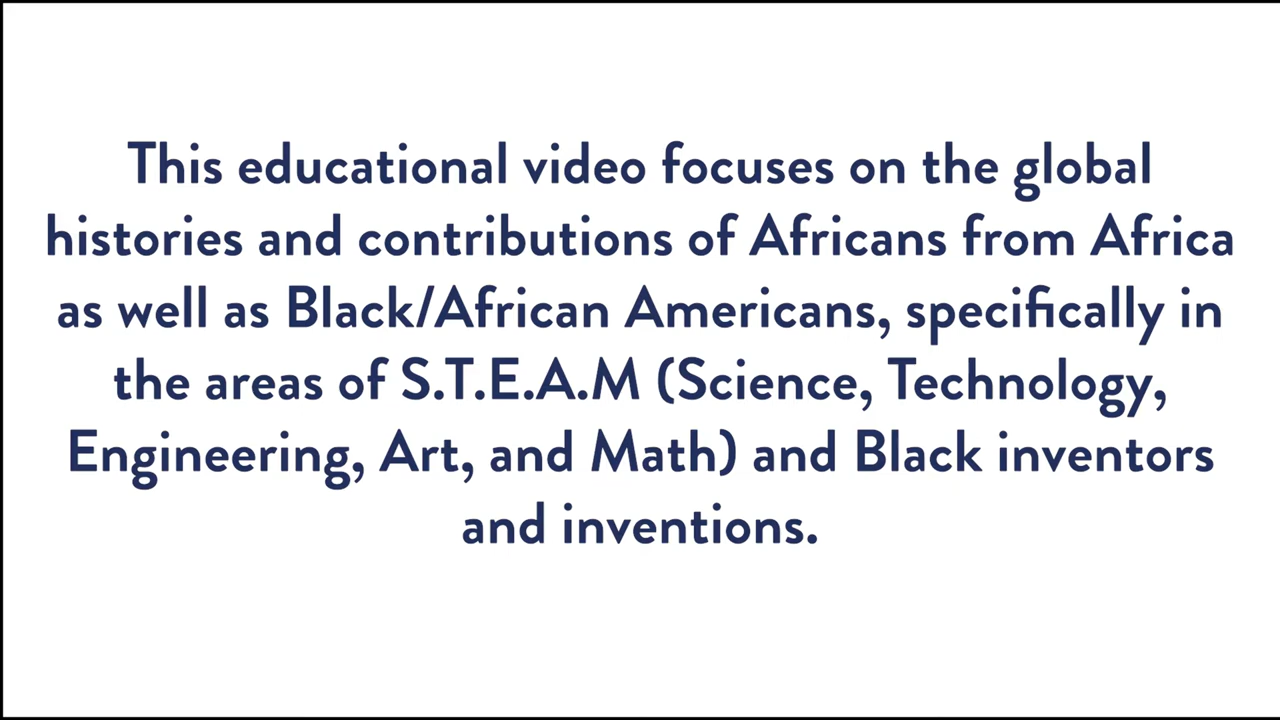 This educational video focuses on the global
histories and contributions of Africans from Africa
as well as Black/African Americans, specifically in
the areas of S.T.E.A.M (Science, Technology,
Engineering, Art, and Math) and Black inventors
and inventions.